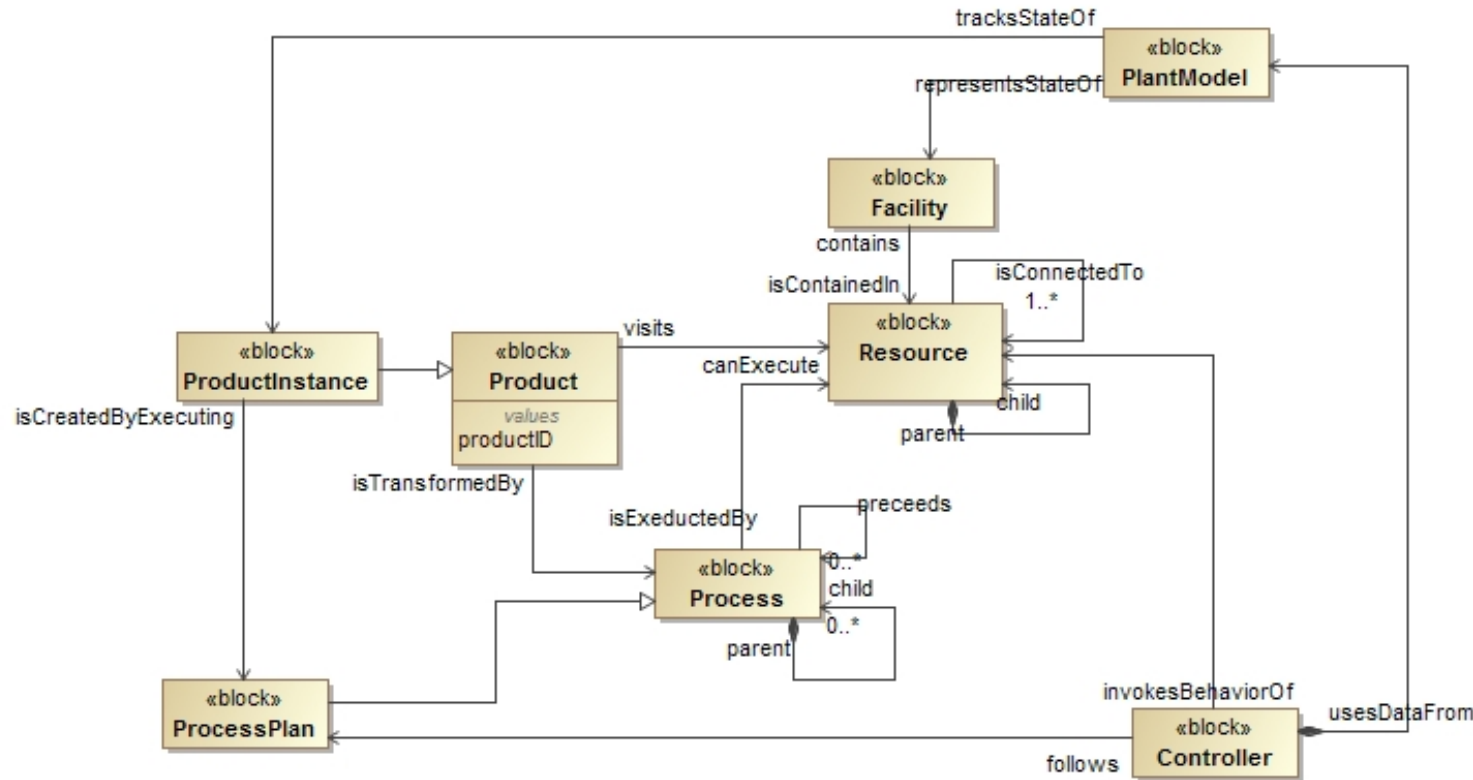 tracksStateOf
«block»
PlantModel
representsStateOf
«block»
Facility
contains
isContainedIn
isConnectedTo
1..*
«block»
Resource
visits
canExecute
child
parent
«block»
ProductInstance
«block»
Product
values
productID
isCreatedByExecuting
isTransformedBy
isExeductedBy
preceeds
0..*
«block»
Process
child
0..*
parent
«block»
ProcessPlan
invokesBehaviorOf
usesDataFrom
«block»
Controller
follows